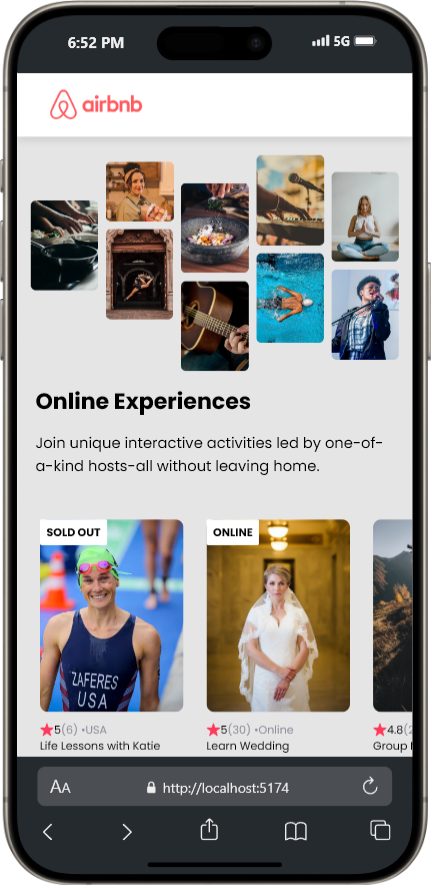 6:52 PM
5G
airbnb
Online Experiences
Join unique interactive activities led by one-of-
a-kind hosts-all without leaving home.
SOLD OUT
ONLINE
ZAFERES
USA
5(6) •USA
5(30) •Online
4.8(2
Life Lessons with Katie
Learn Wedding
Group
AA
http://localhost:5174